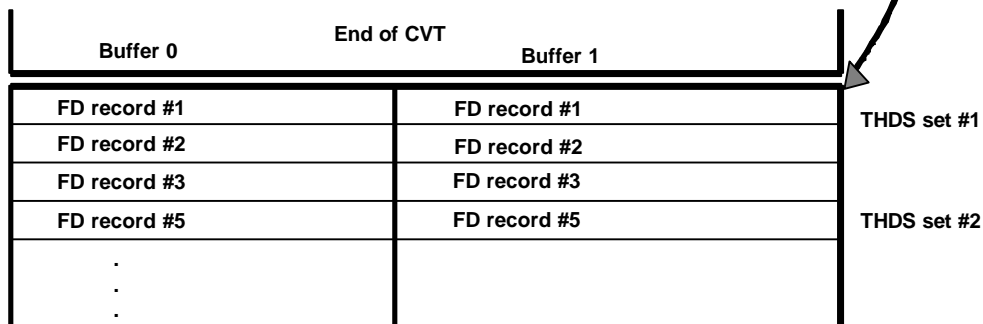 End of CVT
Buffer 0 Buffer 1
FD record #1 FD record #1 THDS set #1
FD record #2 FD record #2
FD record #3 FD record #3
FD record #5 FD record #5 THDS set #2
.
.
.